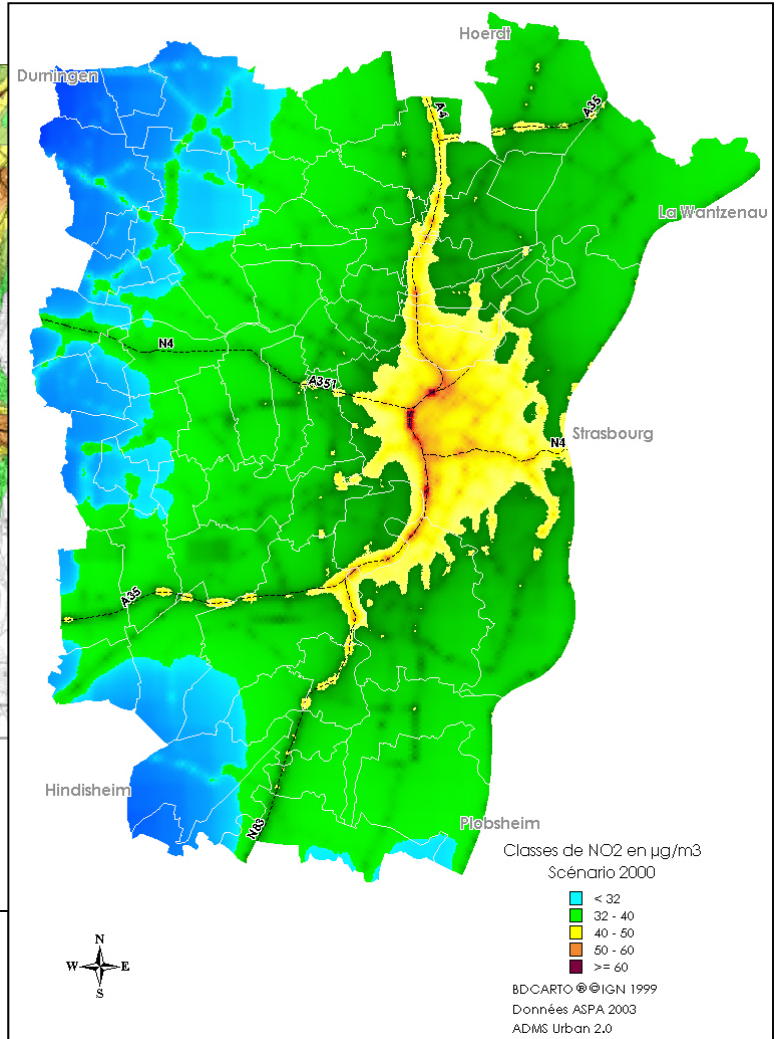 Hoerdt
Durningen
A4
A35
La Wantzenau
N4
A351
Strasbourg
N4
A35
Hindisheim
N83
Plobsheim
Classes de NO2 en µg/m3
Scénario 2000
< 32
32 - 40
40 - 50
50 - 60
>= 60
N
W E
S
BDCARTO ® © IGN 1999
Données ASPA 2003
ADMS Urban 2.0